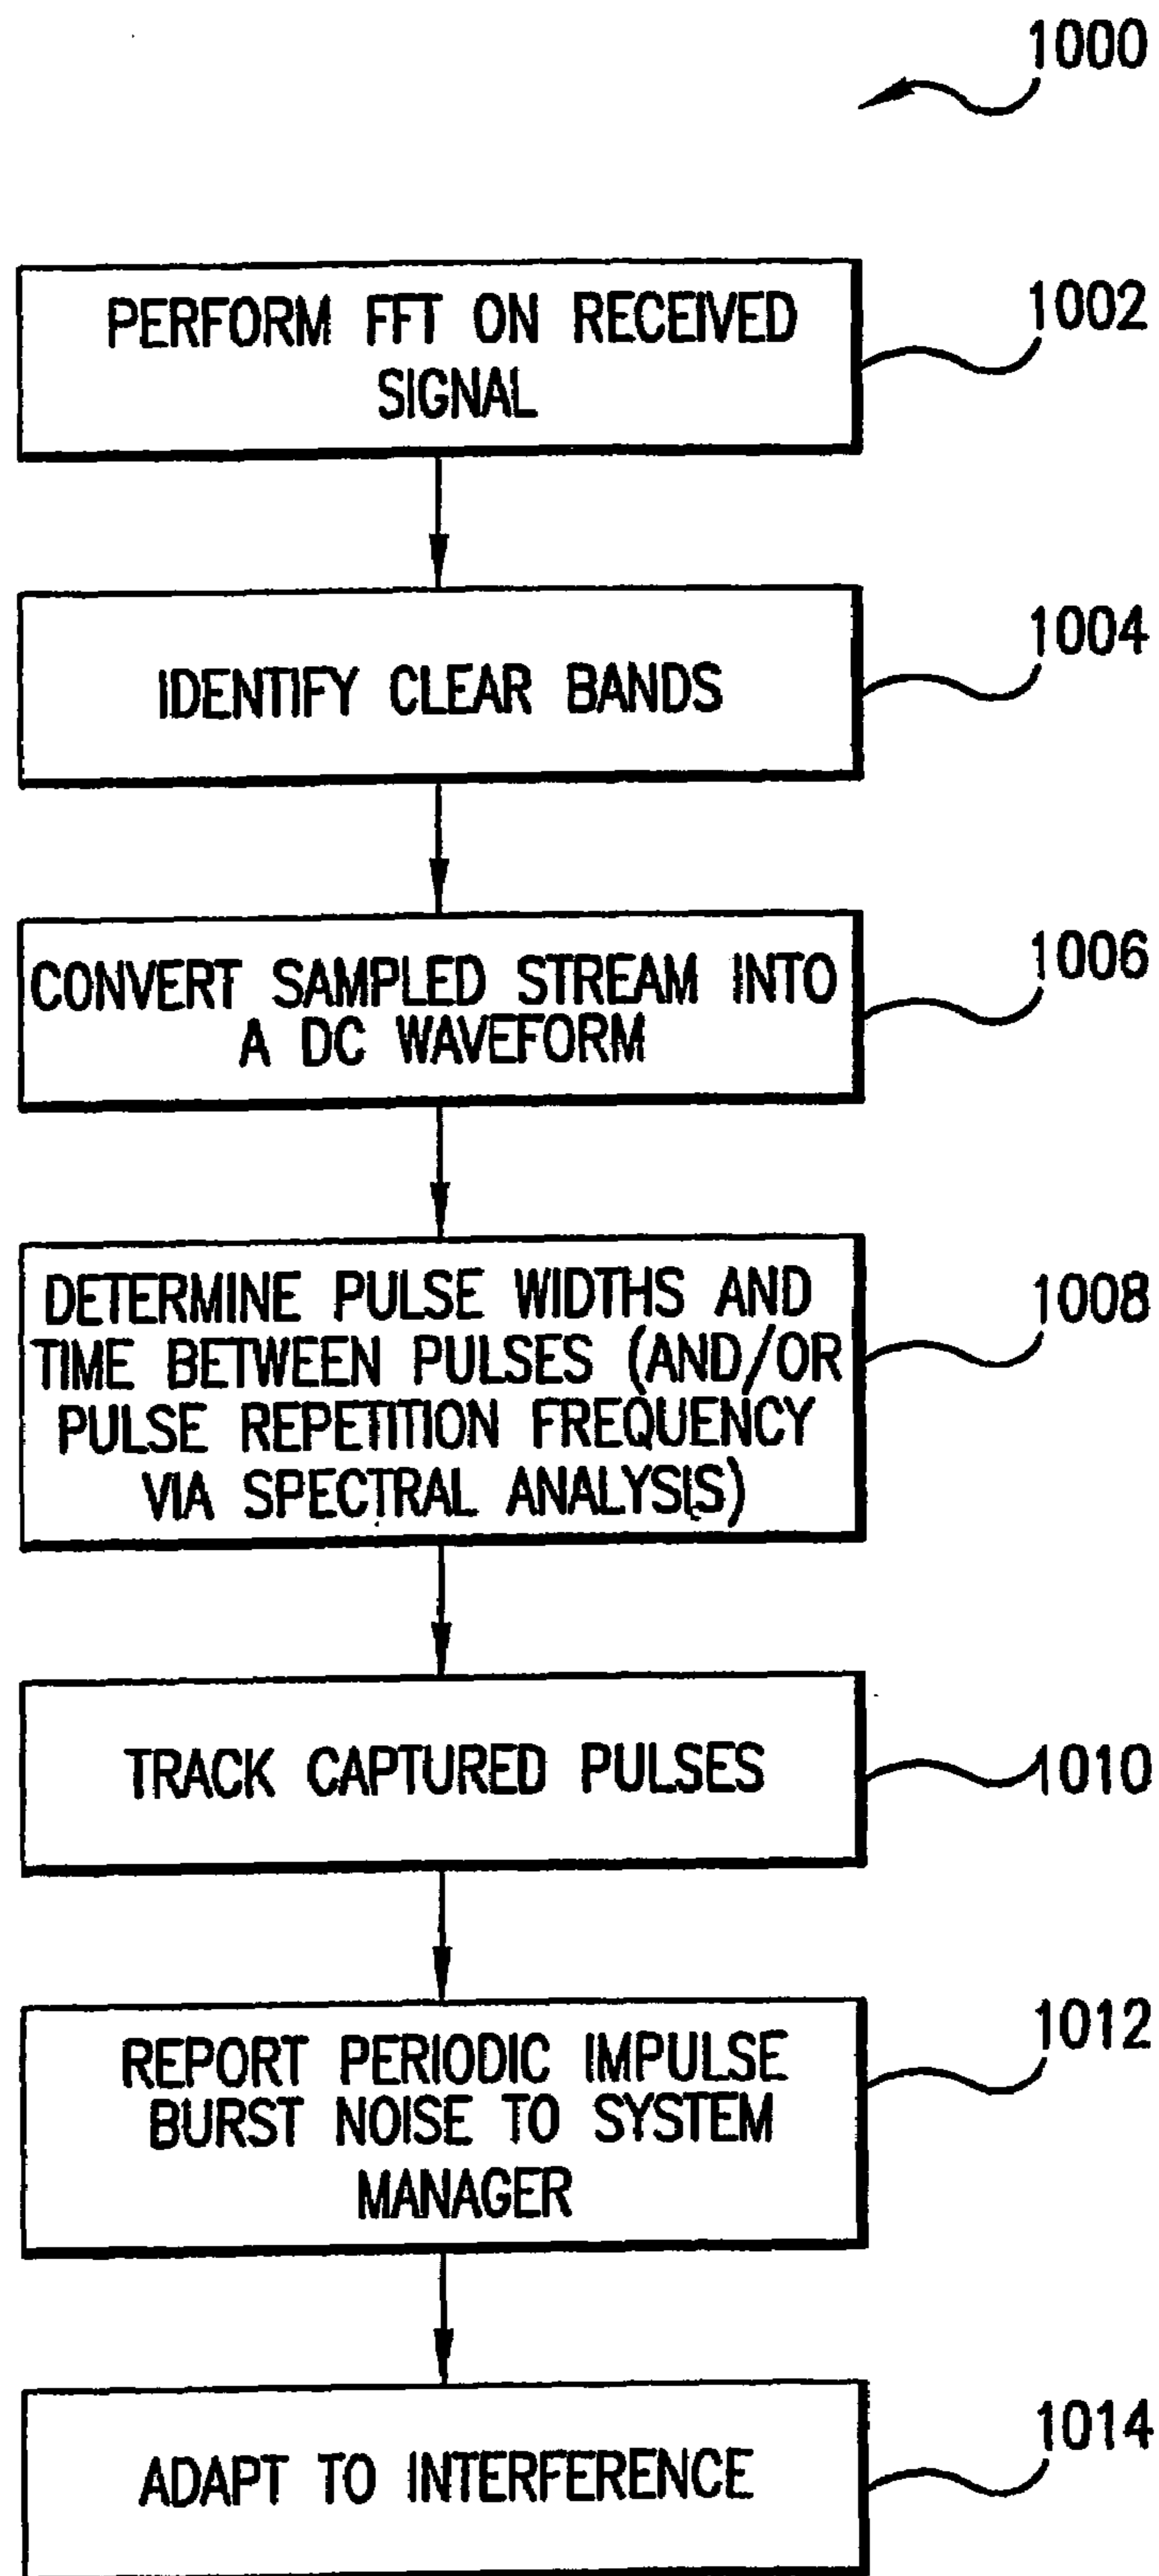 1000
PERFORM FFT ON RECEIVED
SIGNAL
1002
IDENTIFY CLEAR BANDS
1004
CONVERT SAMPLED STREAM INTO
A DC WAVEFORM
1006
DETERMINE PULSE WIDTHS AND
TIME BETWEEN PULSES (AND/OR
PULSE REPETITION FREQUENCY
VIA SPECTRAL ANALYSIS)
1008
TRACK CAPTURED PULSES
1010
REPORT PERIODIC IMPULSE
BURST NOISE TO SYSTEM
MANAGER
1012
ADAPT TO INTERFERENCE
1014